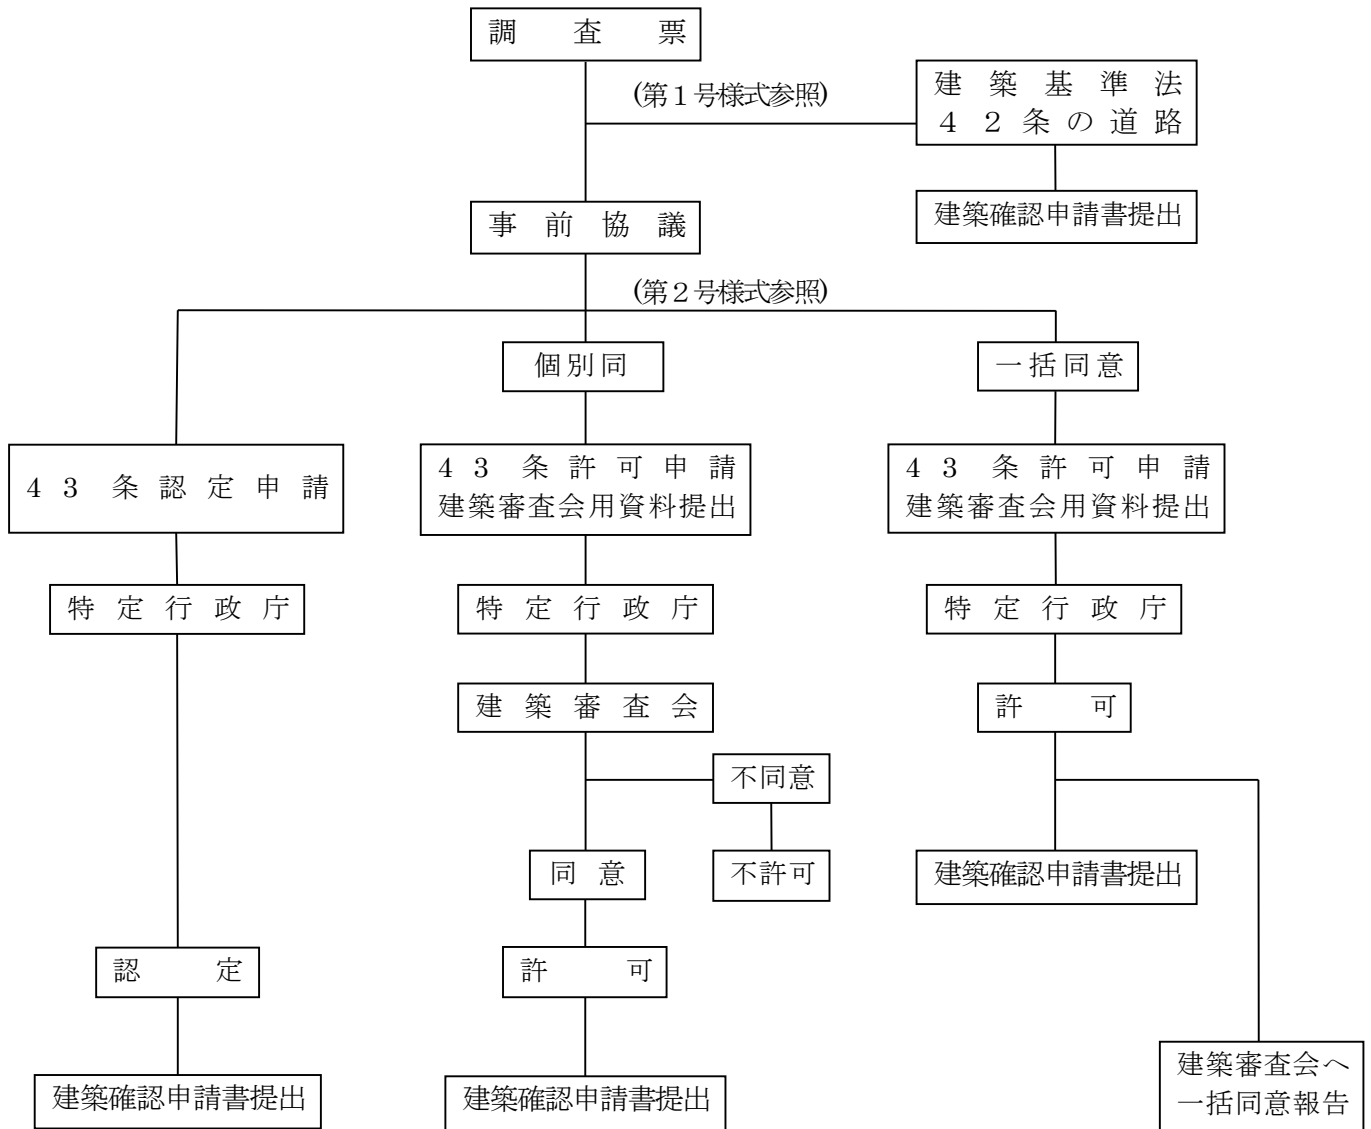 調査票
(第1号様式参照)
建築基準法
42条の道路
建築確認申請書提出
事前協議
(第2号様式参照)
個別同
一括同意
43条認定申請
43条許可申請
建築審査会用資料提出
43条許可申請
建築審査会用資料提出
特定行政庁
特定行政庁
特定行政庁
建築審査会
許可
不同意
同意
不許可
建築確認申請書提出
認定
許可
建築確認申請書提出
建築確認申請書提出
建築審査会へ
一括同意報告